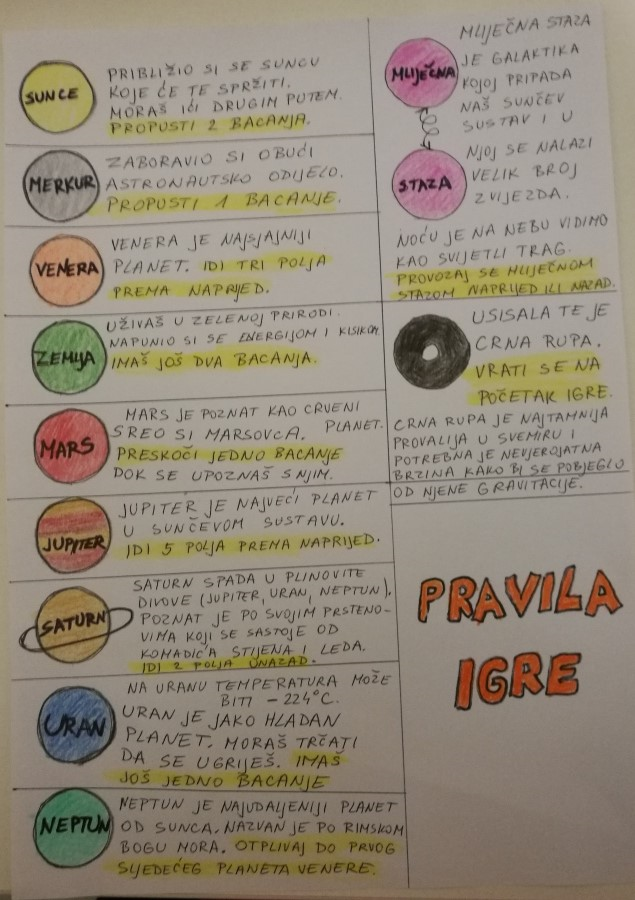 SUNCE
PRIBLIŽIO SI SE SUNCU
KOJE ĆE TE SPRŽITI.
MORAŠ IĆI DRUGIM PUTEM.
PROPUSTI 2 BACANJA.
MERKUR
ZABORAVIO SI OBUĆI
ASTRONAUTSKO ODIJELO.
PROPUSTI 1 BACANJE.
VENERA
VENERA JE NAJSJAJNIJI
PLANET. IDI TRI POLJA
PREMA NAPRIJED.
ZEMLJA
UŽIVAŠ U ZELENOJ PRIRODI.
NAPUNIO SI SE ENERGIJOM I KISIKOM.
IMAŠ JOŠ DVA BACANJA.
MARS
MARS JE POZNAT KAO CRVENI
PLANET.
SREO SI MARSOVCA.
PRESKOČI JEDNO BACANJE
DOK SE UPOZNAŠ S NJIM.
JUPITER
JUPITER JE NAJVEĆI PLANET
U SUNČEVOM SUSTAVU.
IDI 5 POLJA PREMA NAPRIJED.
SATURN
SATURN SPADA U PLINOVITE
DIVOVE (JUPITER, URAN, NEPTUN).
POZNAT JE PO SVOJIM PRSTENO-
VIMA KOJI SE SASTOJE OD
KOMADIĆA STIJENA I LEDA.
IDI 2 POLJA UNAZAD.
URAN
NA URANU TEMPERATURA MOŽE
BITI -224°C.
URAN JE JAKO HLADAN
PLANET. MORAŠ TRČATI
DA SE UGRIJEŠ. IMAŠ
JOŠ JEDNO BACANJE
NEPTUN
NEPTUN JE NAJUDALJENIJI PLANET
OD SUNCA. NAZVAN JE PO RIMSKOM
BOGU MORA. OTPLIVAJ DO PRVOG
SLJEDEĆEG PLANETA VENERE.
MLIJEČNA
STAZA
MLIJEČNA STAZA
JE GALAKTIKA
KOJOJ PRIPADA
NAŠ SUNČEV
SUSTAV I U
NJOJ SE NALAZI
VELIK BROJ
ZVIJEZDA.
NOĆU JE NA NEBU VIDIMO
KAO SVIJETLI TRAG.
PROVOZAJ SE MLIJEČNOM
STAZOM NAPRIJED ILI NAZAD.
USISALA TE JE
CRNA RUPA.
VRATI SE NA
POČETAK IGRE.
CRNA RUPA JE NAJTAMNIJA
PROVALIJA U SVEMIRU I
POTREBNA JE NEVJEROJATNA
BRZINA KAKO BI SE POBJEGLO
OD NJENE GRAVITACIJE.
PRAVILA
IGRE